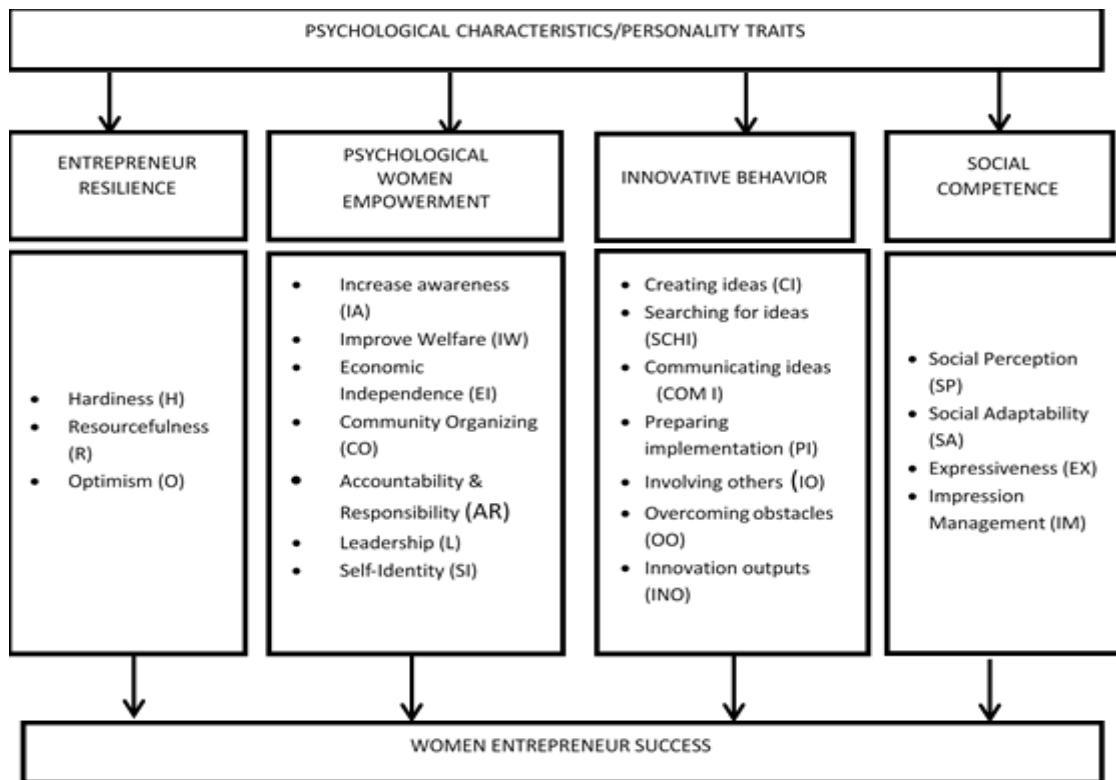 PSYCHOLOGICAL CHARACTERISTICS/PERSONALITY TRAITS
ENTREPRENEUR
RESILIENCE
PSYCHOLOGICAL
WOMEN
EMPOWERMENT
INNOVATIVE BEHAVIOR
SOCIAL
COMPETENCE
• Hardiness (H)
• Resourcefulness
(R)
• Optimism (O)
• Increase awareness
(IA)
• Improve Welfare (IW)
• Economic
Independence (EI)
• Community Organizing
(CO)
• Accountability &
Responsibility (AR)
• Leadership (L)
• Self-Identity (SI)
• Creating ideas (CI)
• Searching for ideas
(SCHI)
• Communicating ideas
(COM I)
• Preparing
implementation (PI)
• Involving others (IO)
• Overcoming obstacles
(OO)
• Innovation outputs
(INO)
• Social Perception
(SP)
• Social Adaptability
(SA)
• Expressiveness (EX)
• Impression
Management (IM)
WOMEN ENTREPRENEUR SUCCESS